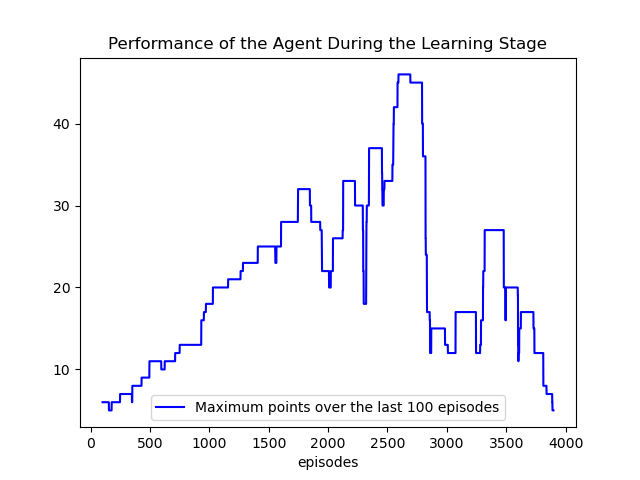 Performance of the Agent During the Learning Stage
40
30
20
10
Maximum points over the last 100 episodes
0 500 1000 1500 2000 2500 3000 3500 4000
episodes